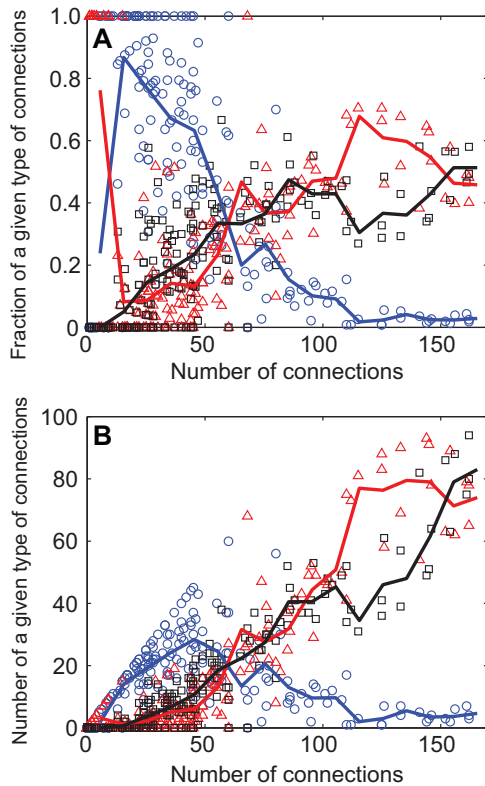 A
Fraction of a given type of connections
1.0
0.8
0.6
0.4
0.2
0
0 50 100 150
Number of connections
B
Number of a given type of connections
100
80
60
40
20
0
0 50 100 150
Number of connections